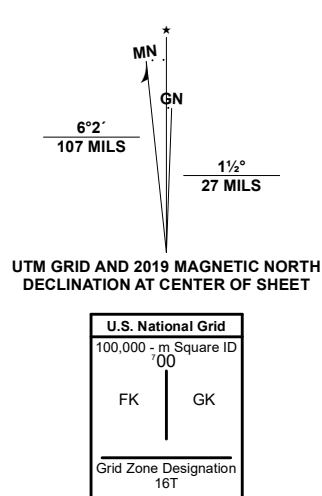 ★
MN
GN
6°2´
107 MILS
1½°
27 MILS
UTM GRID AND 2019 MAGNETIC NORTH
DECLINATION AT CENTER OF SHEET
U.S. National Grid
100,000 - m Square ID
⁷00
FK GK
Grid Zone Designation
16T